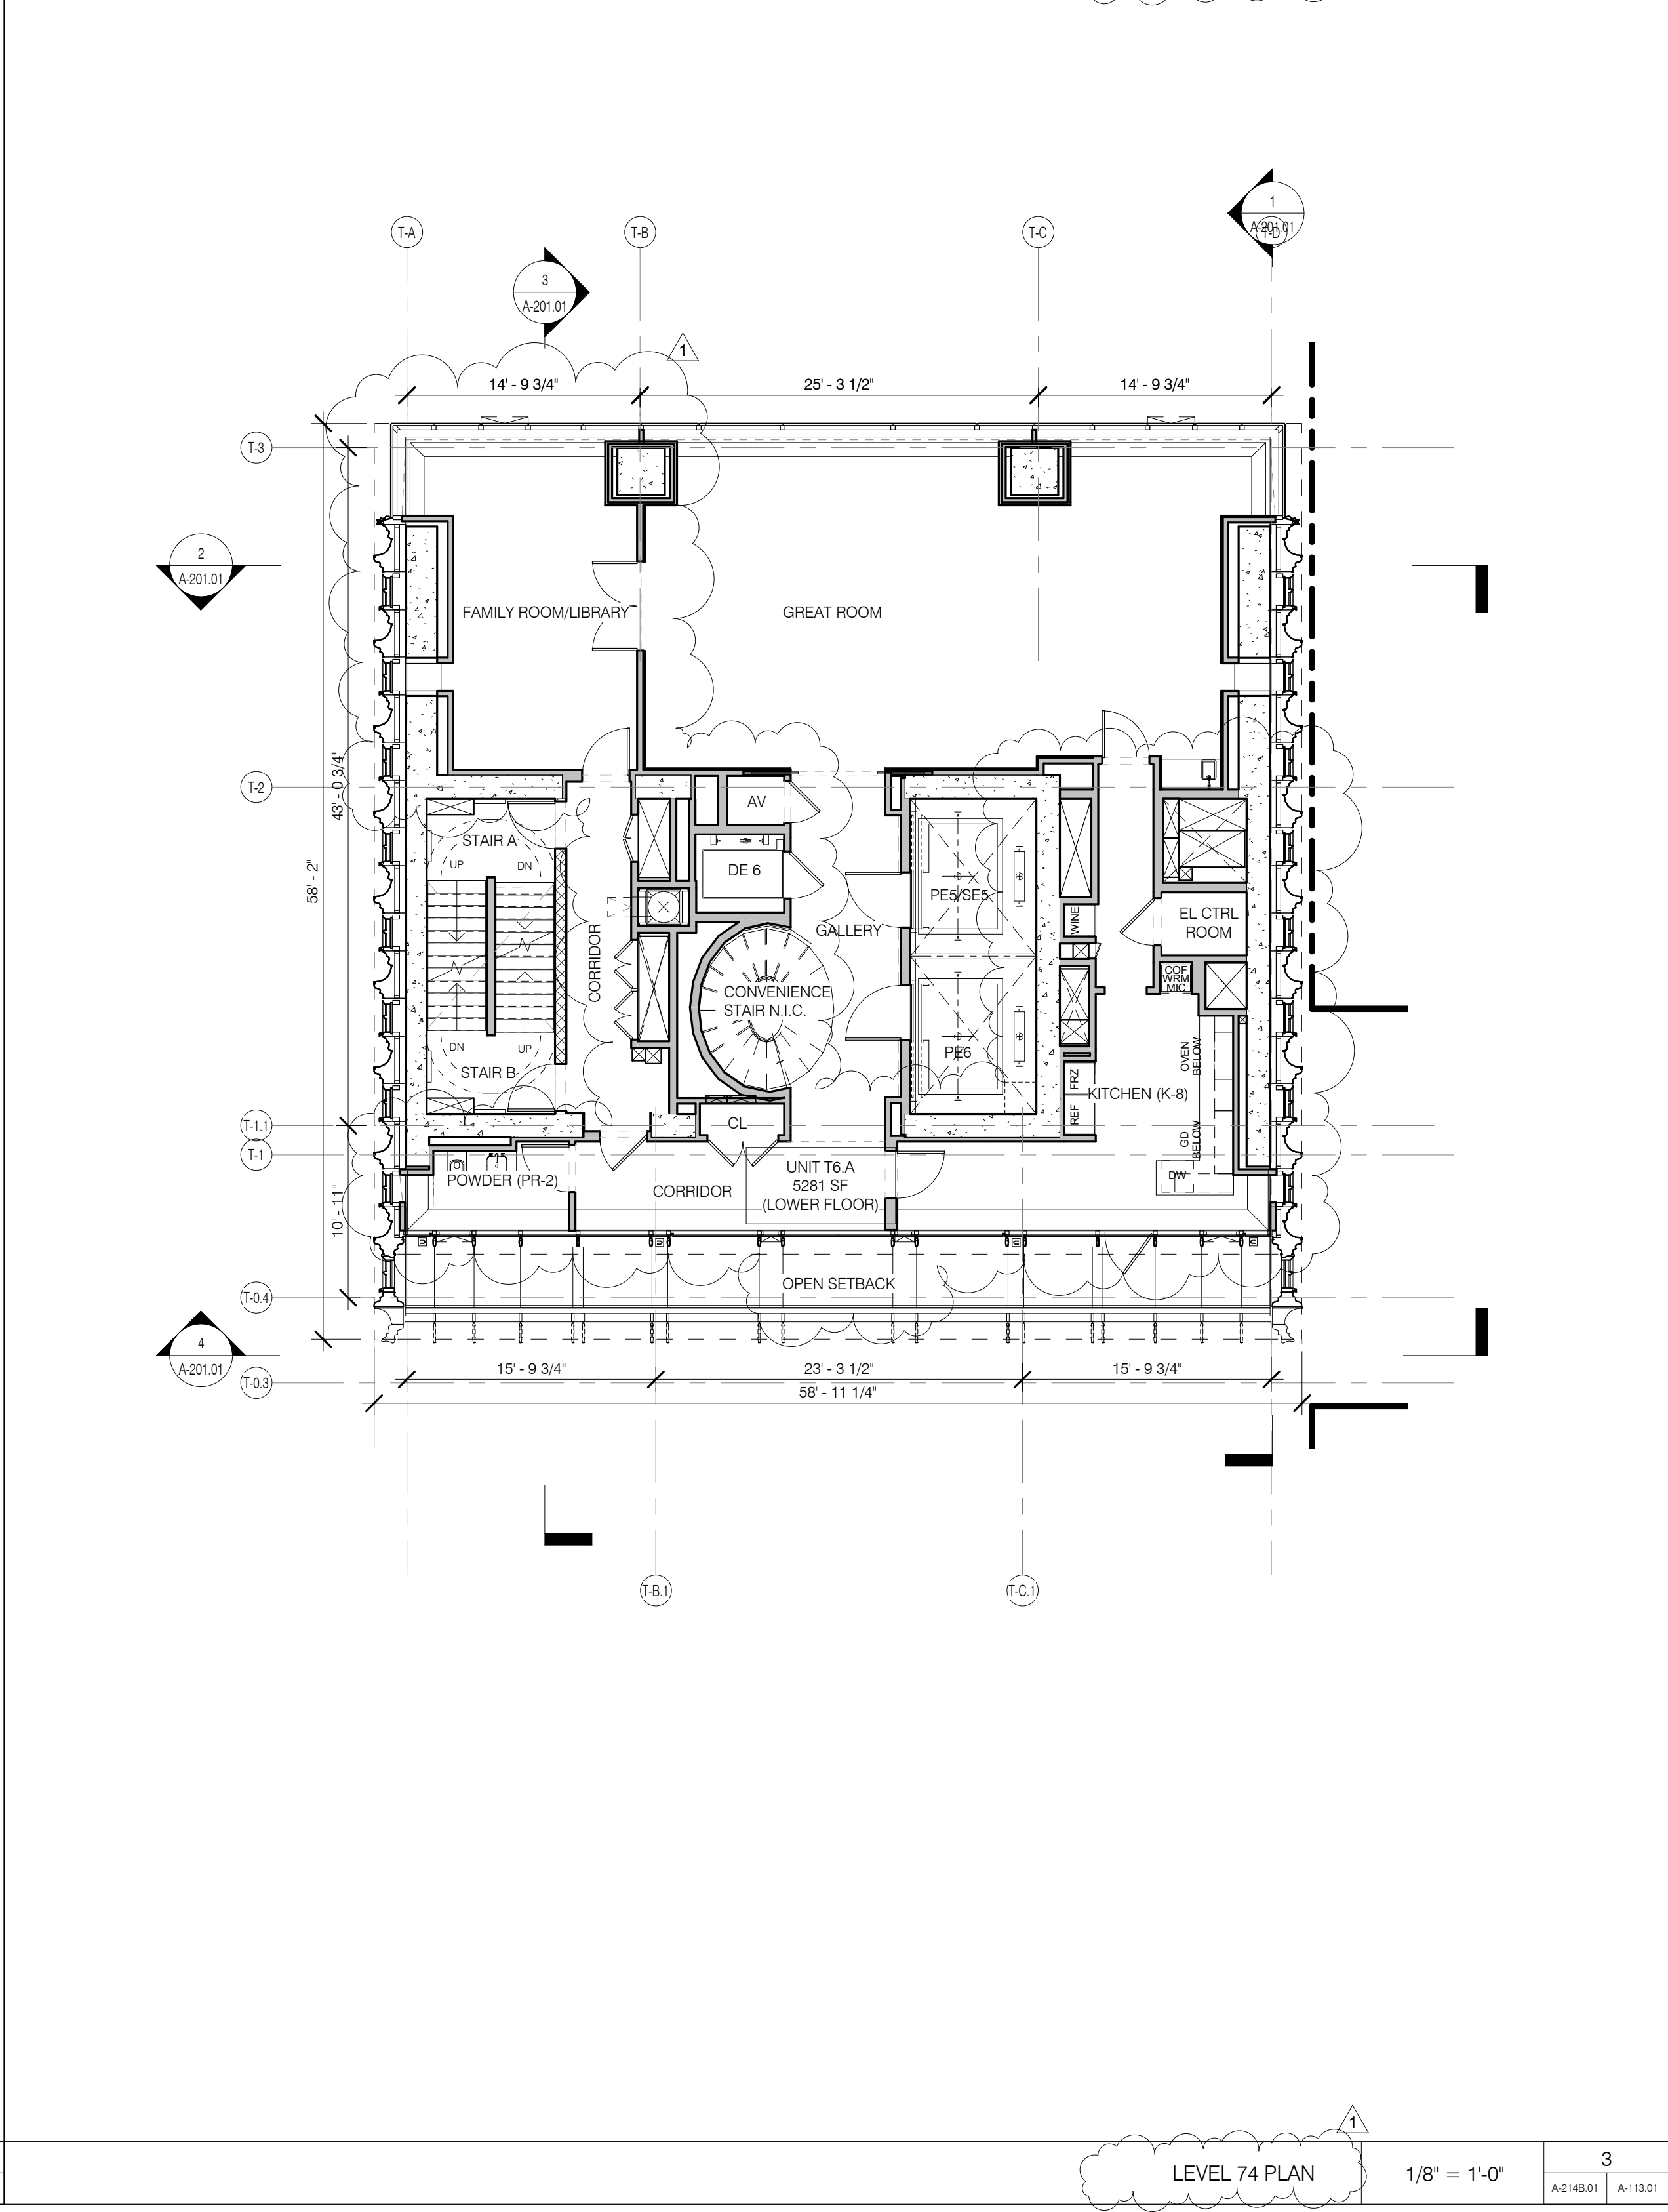 1
A-201.01
T-A
T-B
T-C
T-D
3
A-201.01
1
14' - 9 3/4"
25' - 3 1/2"
14' - 9 3/4"
T-3
2
A-201.01
FAMILY ROOM/LIBRARY
GREAT ROOM
T-2
43' - 0 3/4"
58' - 2"
AV
STAIR A
UP
DN
DE 6
PE5/SE5
WINE
EL CTRL
ROOM
GALLERY
CORRIDOR
COF
WRM
MIC
CONVENIENCE
STAIR N.I.C.
DN
UP
STAIR B
PE6
OVEN
BELOW
FRZ
KITCHEN (K-8)
REF
T-1.1
CL
GD
BELOW
T-1
UNIT T6.A
5281 SF
(LOWER FLOOR)
POWDER (PR-2)
CORRIDOR
DW
10' - 11"
OPEN SETBACK
T-0.4
4
A-201.01
T-0.3
15' - 9 3/4"
23' - 3 1/2"
15' - 9 3/4"
58' - 11 1/4"
T-B.1
T-C.1
1
LEVEL 74 PLAN
1/8" = 1'-0"
3
A-214B.01
A-113.01